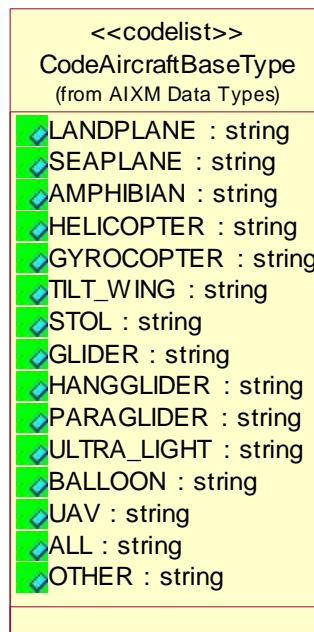 <<codelist>>
CodeAircraftBaseType
(from AIXM Data Types)
LANDPLANE : string
SEAPLANE : string
AMPHIBIAN : string
HELICOPTER : string
GYROCOPTER : string
TILT_WING : string
STOL : string
GLIDER : string
HANGGLIDER : string
PARAGLIDER : string
ULTRA_LIGHT : string
BALLOON : string
UAV : string
ALL : string
OTHER : string